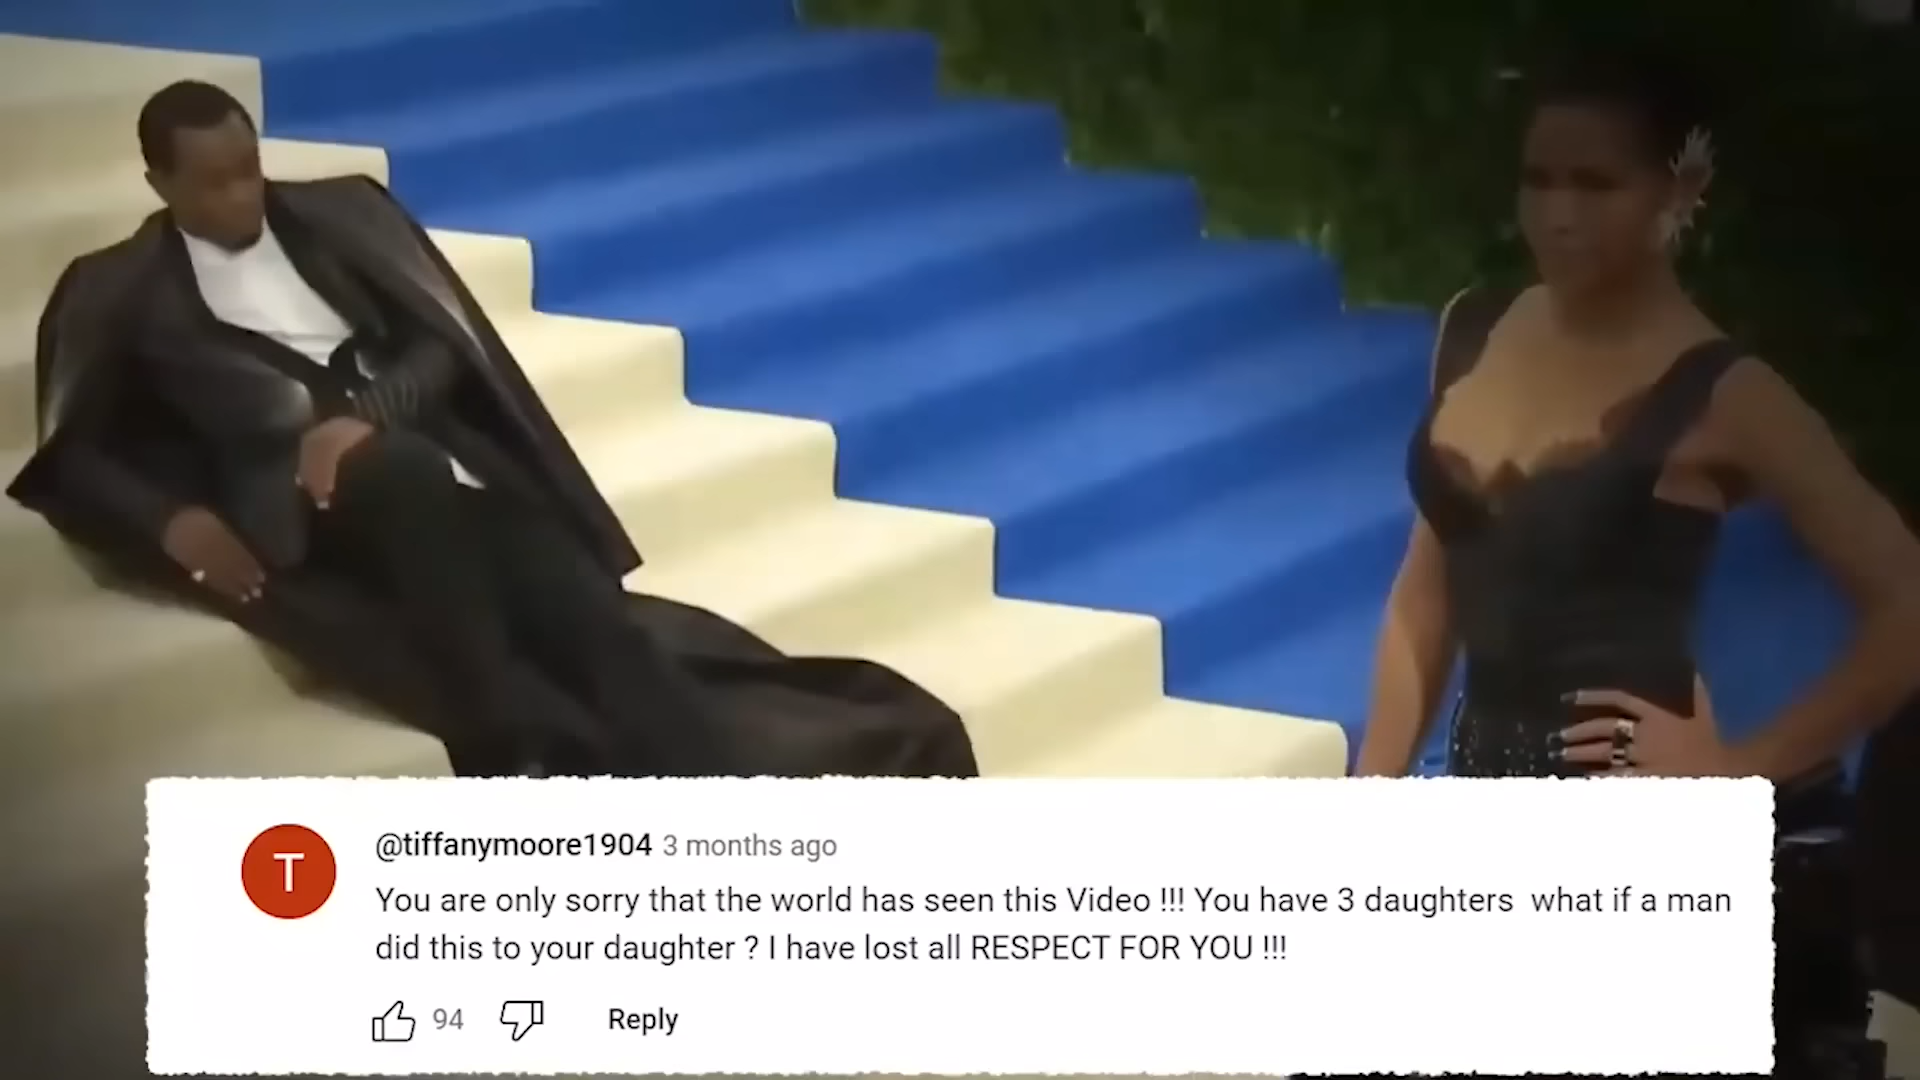 T
@tiffanymoore1904 3 months ago
You are only sorry that the world has seen this Video !!! You have 3 daughters  what if a man
did this to your daughter ? I have lost all RESPECT FOR YOU !!!
94
Reply